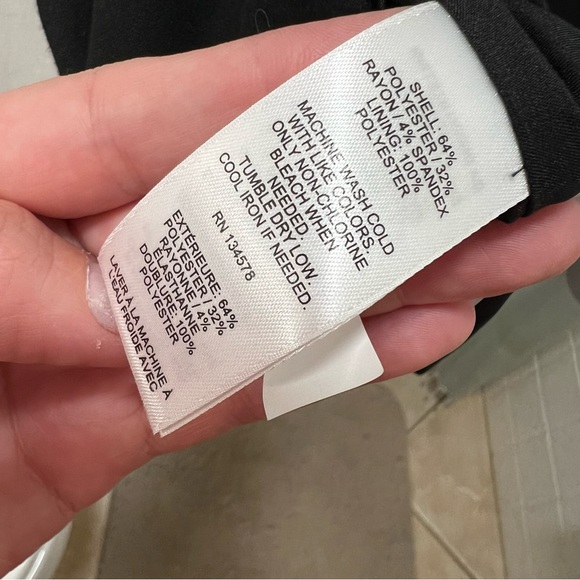 SHELL: 64%
POLYESTER / 32%
RAYON / 4% SPANDEX
LINING: 100%
POLYESTER
MACHINE WASH COLD
WITH LIKE COLORS
ONLY NON-CHLORINE
BLEACH WHEN
NEEDED
TUMBLE DRY LOW.
COOL IRON IF NEEDED.
RN 134578
EXTÉRIEURE: 64%
POLYESTER / 32%
RAYONNE / 4%
ELASTHANNE
DOUBLURE: 100%
POLYESTER
LAVER À LA MACHINE À
L'EAU FROIDE AVEC